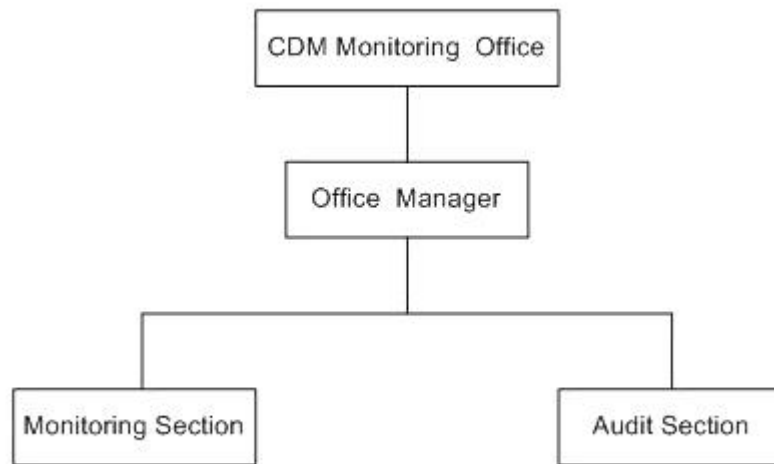 CDM Monitoring Office
Office Manager
Monitoring Section
Audit Section